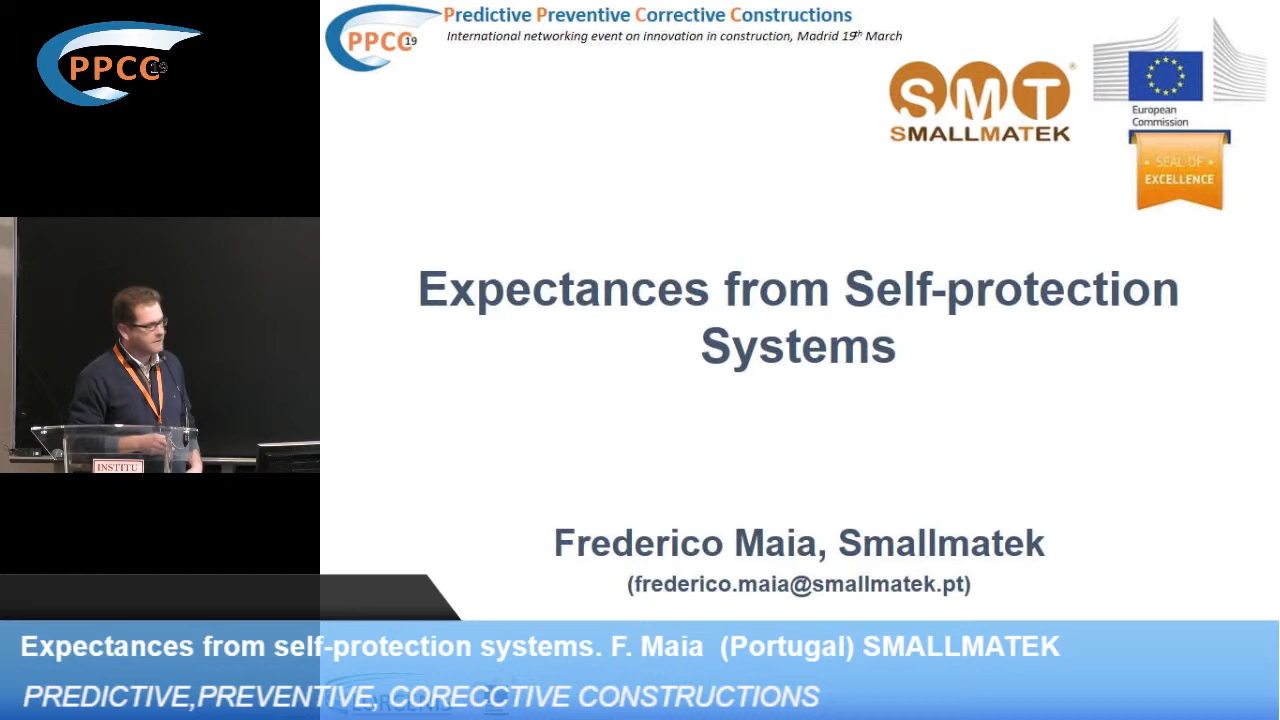 PPCC19
PPCC19
Predictive Preventive Corrective Constructions
International networking event on innovation in construction, Madrid 19th March
SMT®
SMALLMATEK
European
Commission
SEAL OF
EXCELLENCE
Expectances from Self-protection
Systems
INSTITU
Frederico Maia, Smallmatek
(frederico.maia@smallmatek.pt)
Expectances from self-protection systems. F. Maia (Portugal) SMALLMATEK
PREDICTIVE,PREVENTIVE, CORECCTIVE CONSTRUCTIONS